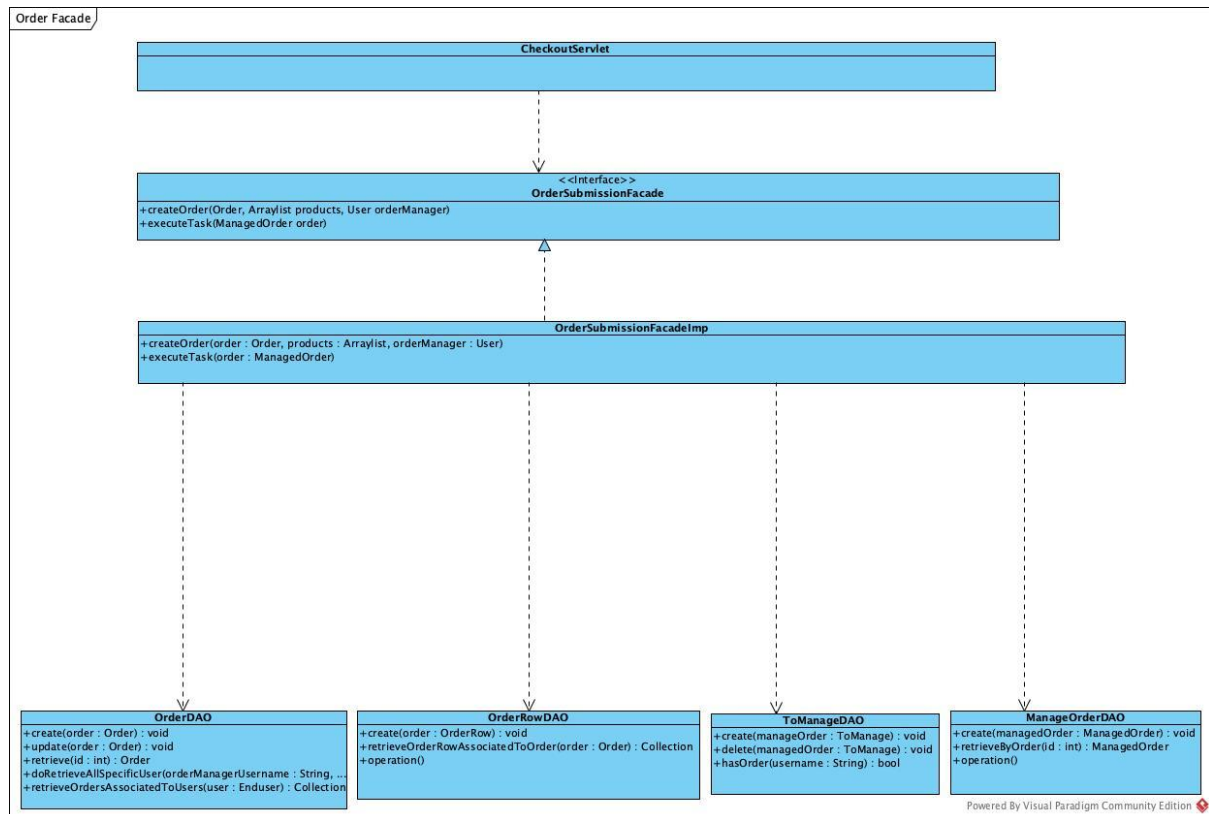 Order Facade
CheckoutServlet
<<Interface>>
OrderSubmissionFacade
+createOrder(Order, Arraylist products, User orderManager)
+executeTask(ManagedOrder order)
OrderSubmissionFacadeImp
+createOrder(order : Order, products : Arraylist, orderManager : User)
+executeTask(order : ManagedOrder)
OrderDAO
+create(order : Order) : void
+update(order : Order) : void
+retrieve(id : int) : Order
+doRetrieveAllSpecificUser(orderManagerUsername : String, ...
+retrieveOrdersAssociatedToUsers(user : Enduser) : Collection
OrderRowDAO
+create(order : OrderRow) : void
+retrieveOrderRowAssociatedToOrder(order : Order) : Collection
+operation()
ToManageDAO
+create(manageOrder : ToManage) : void
+delete(managedOrder : ToManage) : void
+hasOrder(username : String) : bool
ManageOrderDAO
+create(managedOrder : ManagedOrder) : void
+retrieveByOrder(id : int) : ManagedOrder
+operation()
Powered By Visual Paradigm Community Edition